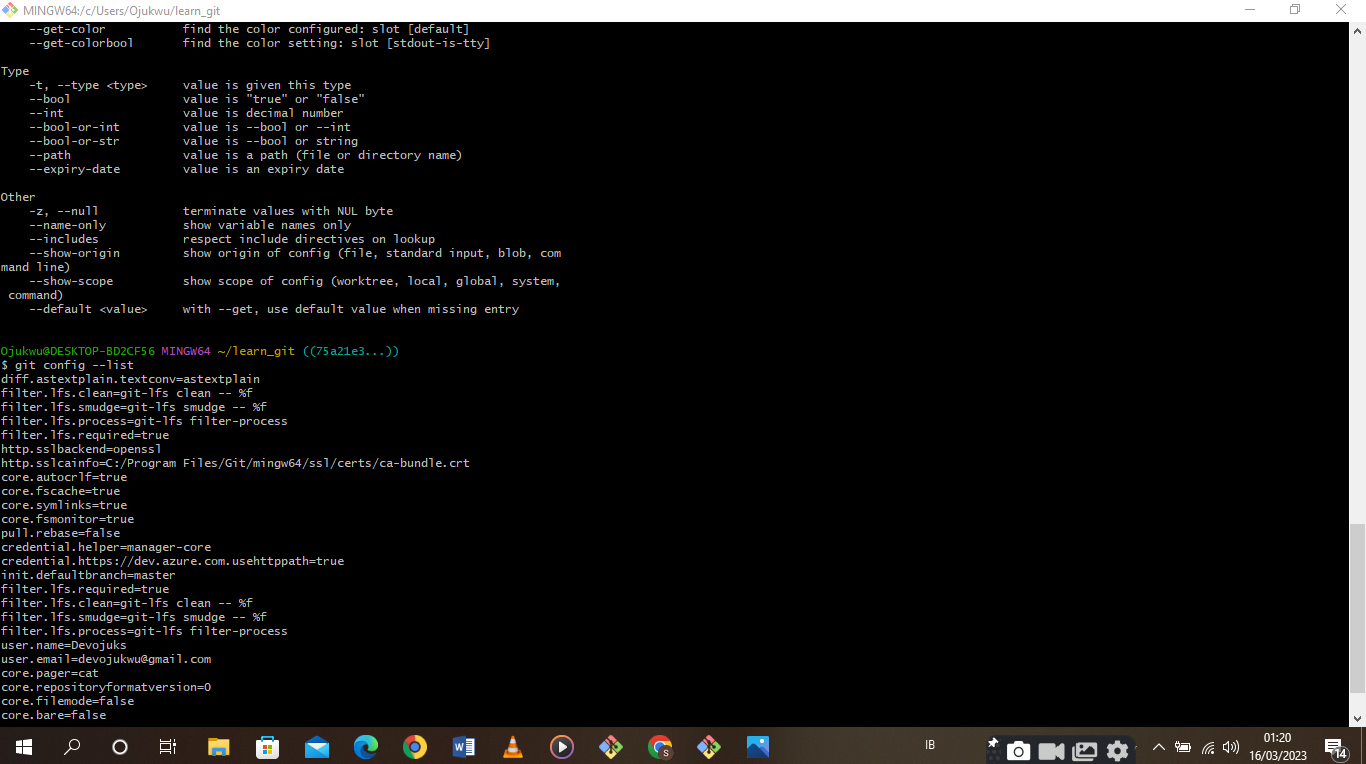 MINGW64:/c/Users/Ojukwu/learn_git
--get-color find the color configured: slot [default]
--get-colorbool find the color setting: slot [stdout-is-tty]
Type
-t, --type <type> value is given this type
--bool value is "true" or "false"
--int value is decimal number
--bool-or-int value is --bool or --int
--bool-or-str value is --bool or string
--path value is a path (file or directory name)
--expiry-date value is an expiry date
Other
-z, --null terminate values with NUL byte
--name-only show variable names only
--includes respect include directives on lookup
--show-origin show origin of config (file, standard input, blob, com
mand line)
--show-scope show scope of config (worktree, local, global, system,
command)
--default <value> with --get, use default value when missing entry
Ojukwu@DESKTOP-BD2CF56 MINGW64 ~/learn_git ((75a21e3...))
$ git config --list
diff.astextplain.textconv=astextplain
filter.lfs.clean=git-lfs clean -- %f
filter.lfs.smudge=git-lfs smudge -- %f
filter.lfs.process=git-lfs filter-process
filter.lfs.required=true
http.sslbackend=openssl
http.sslcainfo=C:/Program Files/Git/mingw64/ssl/certs/ca-bundle.crt
core.autocrlf=true
core.fscache=true
core.symlinks=true
core.fsmonitor=true
pull.rebase=false
credential.helper=manager-core
credential.https://dev.azure.com.usehttppath=true
init.defaultbranch=master
filter.lfs.required=true
filter.lfs.clean=git-lfs clean -- %f
filter.lfs.smudge=git-lfs smudge -- %f
filter.lfs.process=git-lfs filter-process
user.name=Devojuks
user.email=devojukwu@gmail.com
core.pager=cat
core.repositoryformatversion=0
core.filemode=false
core.bare=false
W
S
IB
01:20
16/03/2023
14